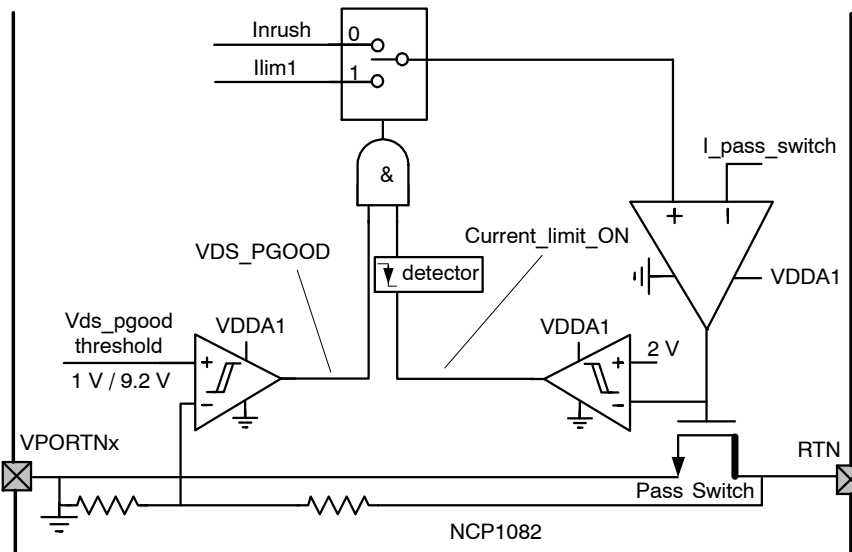 Inrush
0
Ilim1
1
I_pass_switch
&
+
–
VDS_PGOOD
Current_limit_ON
detector
VDDA1
Vds_pgood
threshold
VDDA1
VDDA1
1 V / 9.2 V
+
–
+
–
2 V
VPORTNx
RTN
Pass Switch
NCP1082